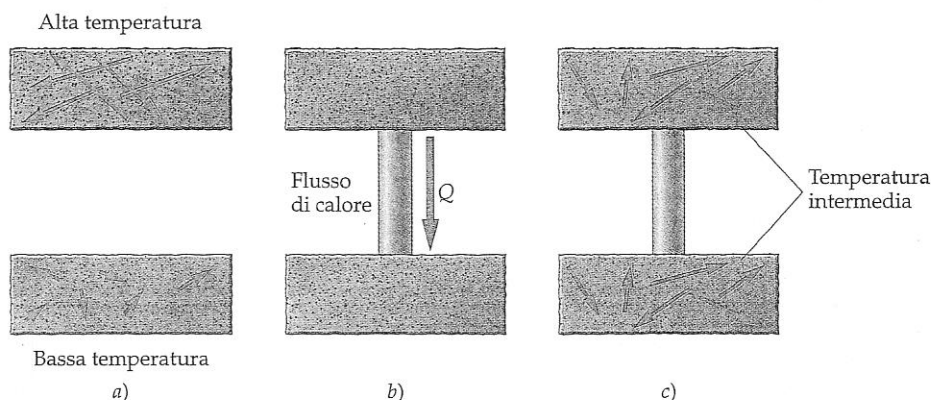 Alta temperatura
Flusso
di calore
Q
Temperatura
intermedia
Bassa temperatura
a)
b)
c)